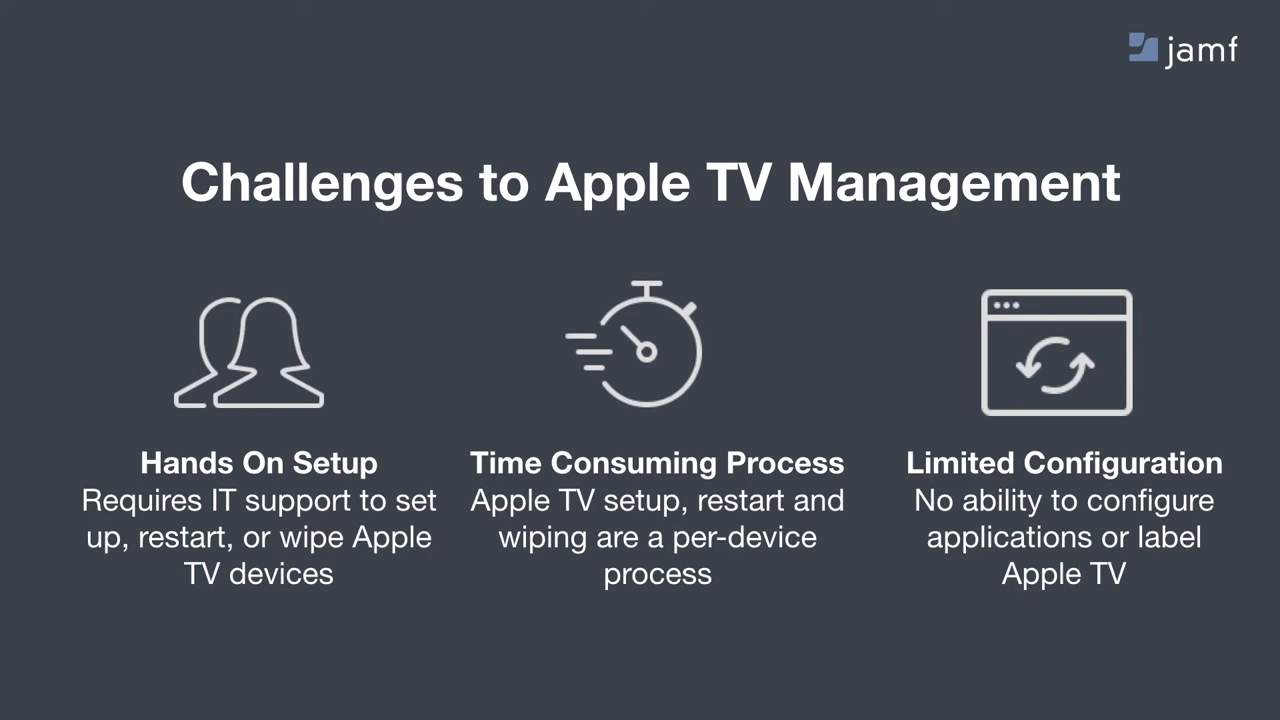 jamf
Challenges to Apple TV Management
Hands On Setup
Requires IT support to set
up, restart, or wipe Apple
TV devices
Time Consuming Process
Apple TV setup, restart and
wiping are a per-device
process
Limited Configuration
No ability to configure
applications or label
Apple TV